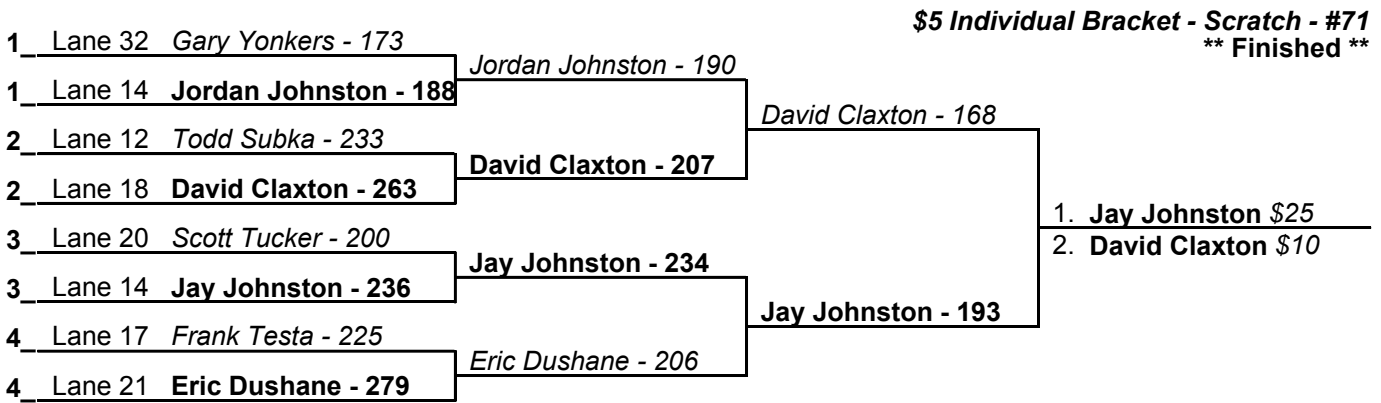 $5 Individual Bracket - Scratch - #71
** Finished **
1_ Lane 32 Gary Yonkers - 173
1_ Lane 14 Jordan Johnston - 188
2_ Lane 12 Todd Subka - 233
2_ Lane 18 David Claxton - 263
3_ Lane 20 Scott Tucker - 200
3_ Lane 14 Jay Johnston - 236
4_ Lane 17 Frank Testa - 225
4_ Lane 21 Eric Dushane - 279
Jordan Johnston - 190
David Claxton - 207
Jay Johnston - 234
Eric Dushane - 206
David Claxton - 168
Jay Johnston - 193
1. Jay Johnston $25
2. David Claxton $10